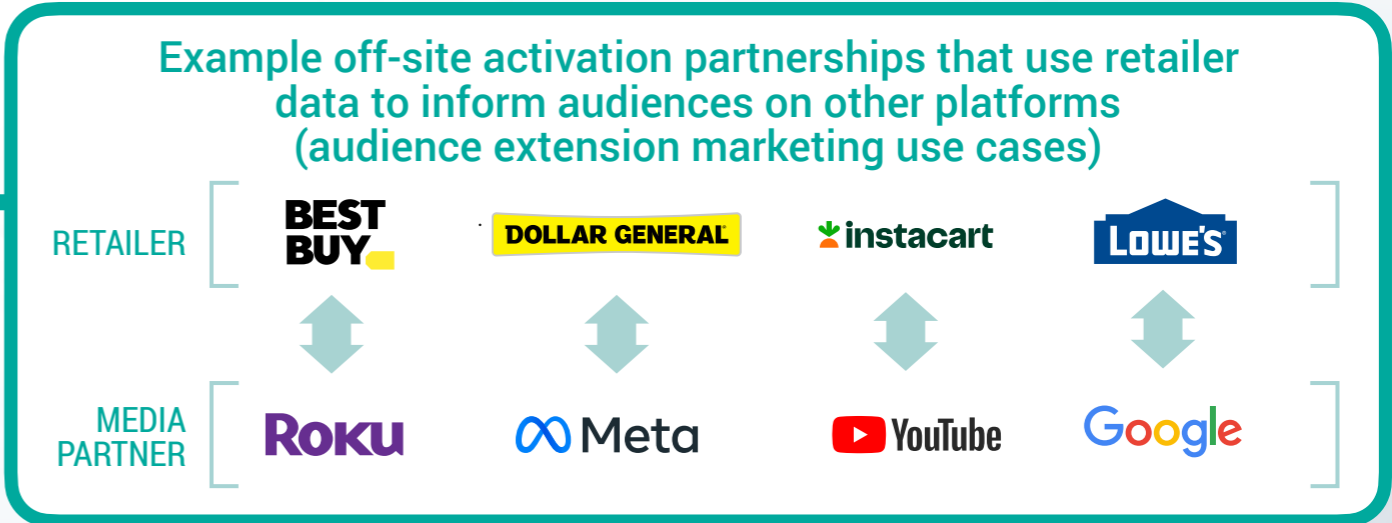 Example off-site activation partnerships that use retailer
data to inform audiences on other platforms
(audience extension marketing use cases)
RETAILER
BEST
BUY
DOLLAR GENERAL
instacart
LOWE'S
MEDIA
PARTNER
ROKU
Meta
YouTube
Google